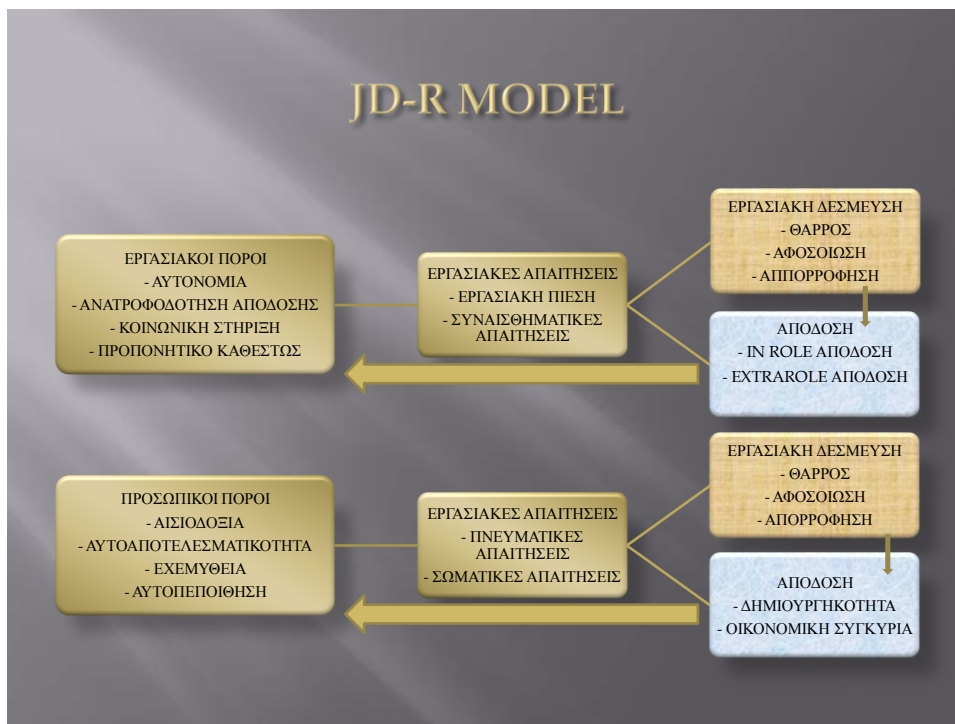 JD-R MODEL
ΕΡΓΑΣΙΑΚΟΙ ΠΟΡΟΙ
- ΑΥΤΟΝΟΜΙΑ
- ΑΝΑΤΡΟΦΟΔΟΤΗΣΗ ΑΠΟΔΟΣΗΣ
- ΚΟΙΝΩΝΙΚΗ ΣΤΗΡΙΞΗ
- ΠΡΟΠΟΝΗΤΙΚΟ ΚΑΘΕΣΤΩΣ
ΕΡΓΑΣΙΑΚΕΣ ΑΠΑΙΤΗΣΕΙΣ
- ΕΡΓΑΣΙΑΚΗ ΠΙΕΣΗ
- ΣΥΝΑΙΣΘΗΜΑΤΙΚΕΣ
ΑΠΑΙΤΗΣΕΙΣ
ΕΡΓΑΣΙΑΚΗ ΔΕΣΜΕΥΣΗ
- ΘΑΡΡΟΣ
- ΑΦΟΣΟΙΩΣΗ
- ΑΠΠΟΡΡΟΦΗΣΗ
ΑΠΟΔΟΣΗ
- IN ROLE ΑΠΟΔΟΣΗ
- EXTRAROLE ΑΠΟΔΟΣΗ
ΠΡΟΣΩΠΙΚΟΙ ΠΟΡΟΙ
- ΑΙΣΙΟΔΟΞΙΑ
- ΑΥΤΟΑΠΟΤΕΛΕΣΜΑΤΙΚΟΤΗΤΑ
- ΕΧΕΜΥΘΕΙΑ
- ΑΥΤΟΠΕΠΟΙΘΗΣΗ
ΕΡΓΑΣΙΑΚΕΣ ΑΠΑΙΤΗΣΕΙΣ
- ΠΝΕΥΜΑΤΙΚΕΣ
ΑΠΑΙΤΗΣΕΙΣ
- ΣΩΜΑΤΙΚΕΣ ΑΠΑΙΤΗΣΕΙΣ
ΕΡΓΑΣΙΑΚΗ ΔΕΣΜΕΥΣΗ
- ΘΑΡΡΟΣ
- ΑΦΟΣΟΙΩΣΗ
- ΑΠΟΡΡΟΦΗΣΗ
ΑΠΟΔΟΣΗ
- ΔΗΜΙΟΥΡΓΗΚΟΤΗΤΑ
- ΟΙΚΟΝΟΜΙΚΗ ΣΥΓΚΥΡΙΑ